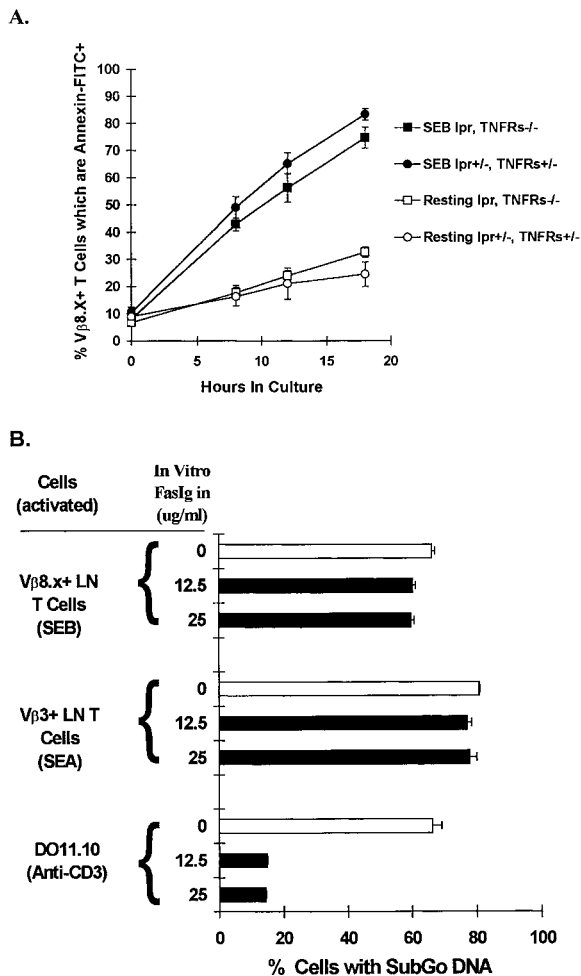 A.
% Vβ8.X+ T Cells which are Annexin-FITC+
100
90
80
70
60
50
40
30
20
10
0
0
5
10
15
20
Hours In Culture
SEB lpr, TNFRs-/-
SEB lpr+/-, TNFRs+/-
Resting lpr, TNFRs-/-
Resting lpr+/-, TNFRs+/-
B.
Cells
(activated)
In Vitro
FasIg in
(ug/ml)
Vβ8.x+ LN
T Cells
(SEB)
0
12.5
25
Vβ3+ LN T
Cells
(SEA)
0
12.5
25
DO11.10
(Anti-CD3)
0
12.5
25
0
20
40
60
80
100
% Cells with SubGo DNA